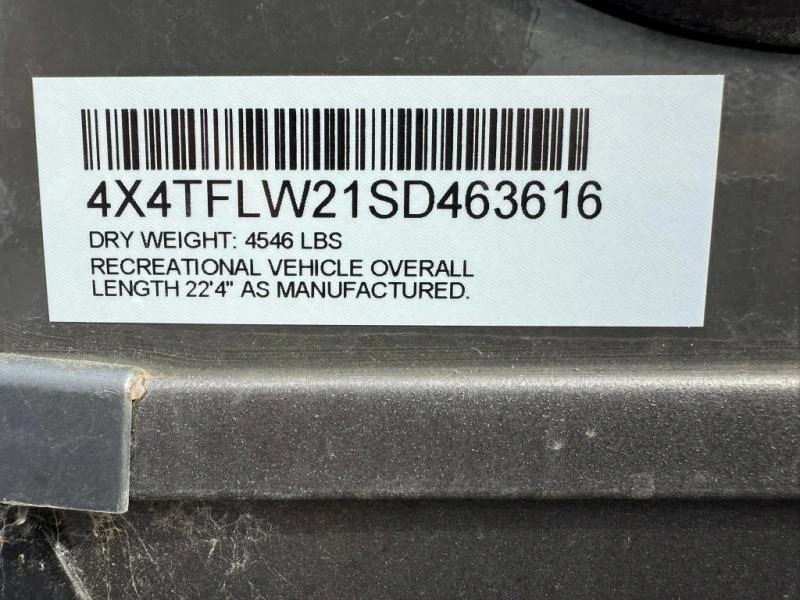 4X4TFLW21SD463616
DRY WEIGHT: 4546 LBS
RECREATIONAL VEHICLE OVERALL
LENGTH 22'4" AS MANUFACTURED.